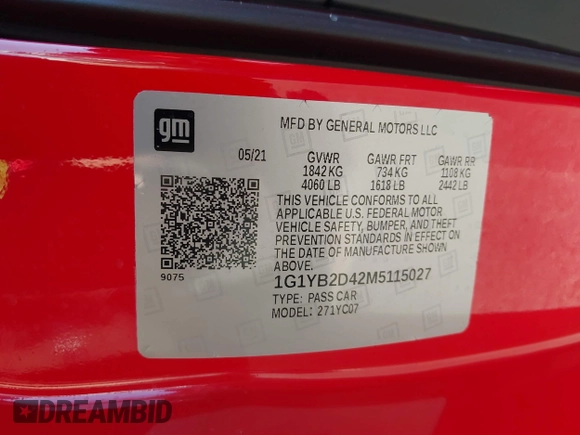 gm
MFD BY GENERAL MOTORS LLC
05/21 GVWR GAWR FRT GAWR RR
1842 KG 734 KG 1108 KG
4060 LB 1618 LB 2442 LB
THIS VEHICLE CONFORMS TO ALL
APPLICABLE U.S. FEDERAL MOTOR
VEHICLE SAFETY, BUMPER, AND THEFT
PREVENTION STANDARDS IN EFFECT ON
THE DATE OF MANUFACTURE SHOWN
ABOVE.
9075
1G1YB2D42M5115027
TYPE: PASS CAR
MODEL: 271YC07
DREAMBID